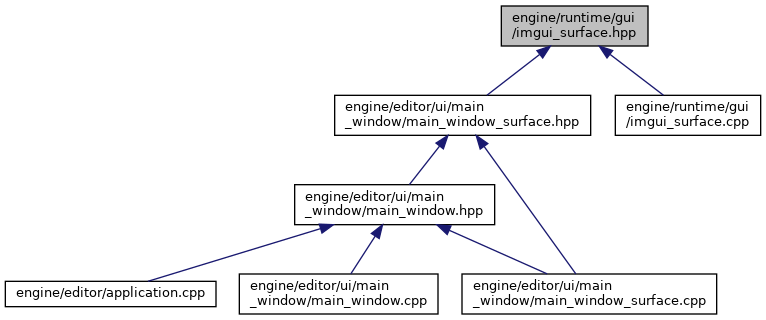 engine/runtime/gui
/imgui_surface.hpp
engine/editor/ui/main
_window/main_window_surface.hpp
engine/runtime/gui
/imgui_surface.cpp
engine/editor/ui/main
_window/main_window.hpp
engine/editor/application.cpp
engine/editor/ui/main
_window/main_window.cpp
engine/editor/ui/main
_window/main_window_surface.cpp